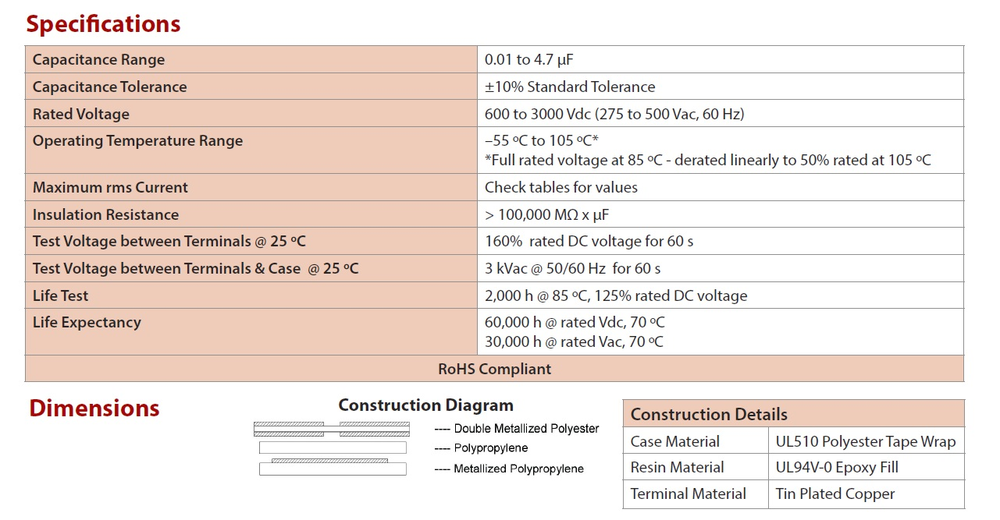 Specifications
Capacitance Range 0.01 to 4.7 µF
Capacitance Tolerance ±10% Standard Tolerance
Rated Voltage 600 to 3000 Vdc (275 to 500 Vac, 60 Hz)
Operating Temperature Range –55 ºC to 105 ºC*
*Full rated voltage at 85 ºC - derated linearly to 50% rated at 105 ºC
Maximum rms Current Check tables for values
Insulation Resistance > 100,000 MΩ x µF
Test Voltage between Terminals @ 25 ºC 160% rated DC voltage for 60 s
Test Voltage between Terminals & Case @ 25 ºC 3 kVac @ 50/60 Hz for 60 s
Life Test 2,000 h @ 85 ºC, 125% rated DC voltage
Life Expectancy 60,000 h @ rated Vdc, 70 ºC
30,000 h @ rated Vac, 70 ºC
RoHS Compliant
Dimensions
Construction Diagram
---- Double Metallized Polyester
---- Polypropylene
---- Metallized Polypropylene
Construction Details
Case Material UL510 Polyester Tape Wrap
Resin Material UL94V-0 Epoxy Fill
Terminal Material Tin Plated Copper